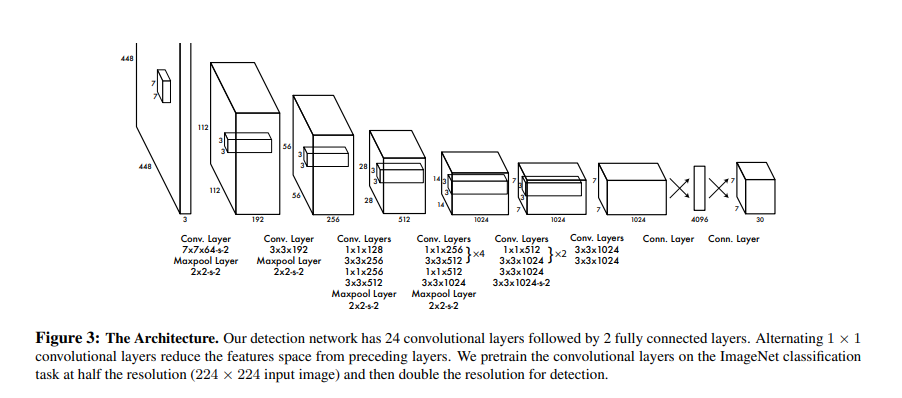 448
7
7
448
3
112
3
3
112
192
56
3
3
56
256
28
3
3
28
512
14
3
3
14
1024
7
3
3
7
1024
7
7
1024
4096
7
7
30
Conv. Layer
7x7x64-s-2
Maxpool Layer
2x2-s-2
Conv. Layer
3x3x192
Maxpool Layer
2x2-s-2
Conv. Layers
1x1x128
3x3x256
1x1x256
3x3x512
Maxpool Layer
2x2-s-2
Conv. Layers
1x1x256
3x3x512
}×4
1x1x512
3x3x1024
Maxpool Layer
2x2-s-2
Conv. Layers
1x1x512
3x3x1024
}×2
3x3x1024
3x3x1024-s-2
Conv. Layers
3x3x1024
3x3x1024
Conn. Layer
Conn. Layer
Figure 3: The Architecture. Our detection network has 24 convolutional layers followed by 2 fully connected layers. Alternating 1 × 1
convolutional layers reduce the features space from preceding layers. We pretrain the convolutional layers on the ImageNet classification
task at half the resolution (224 × 224 input image) and then double the resolution for detection.